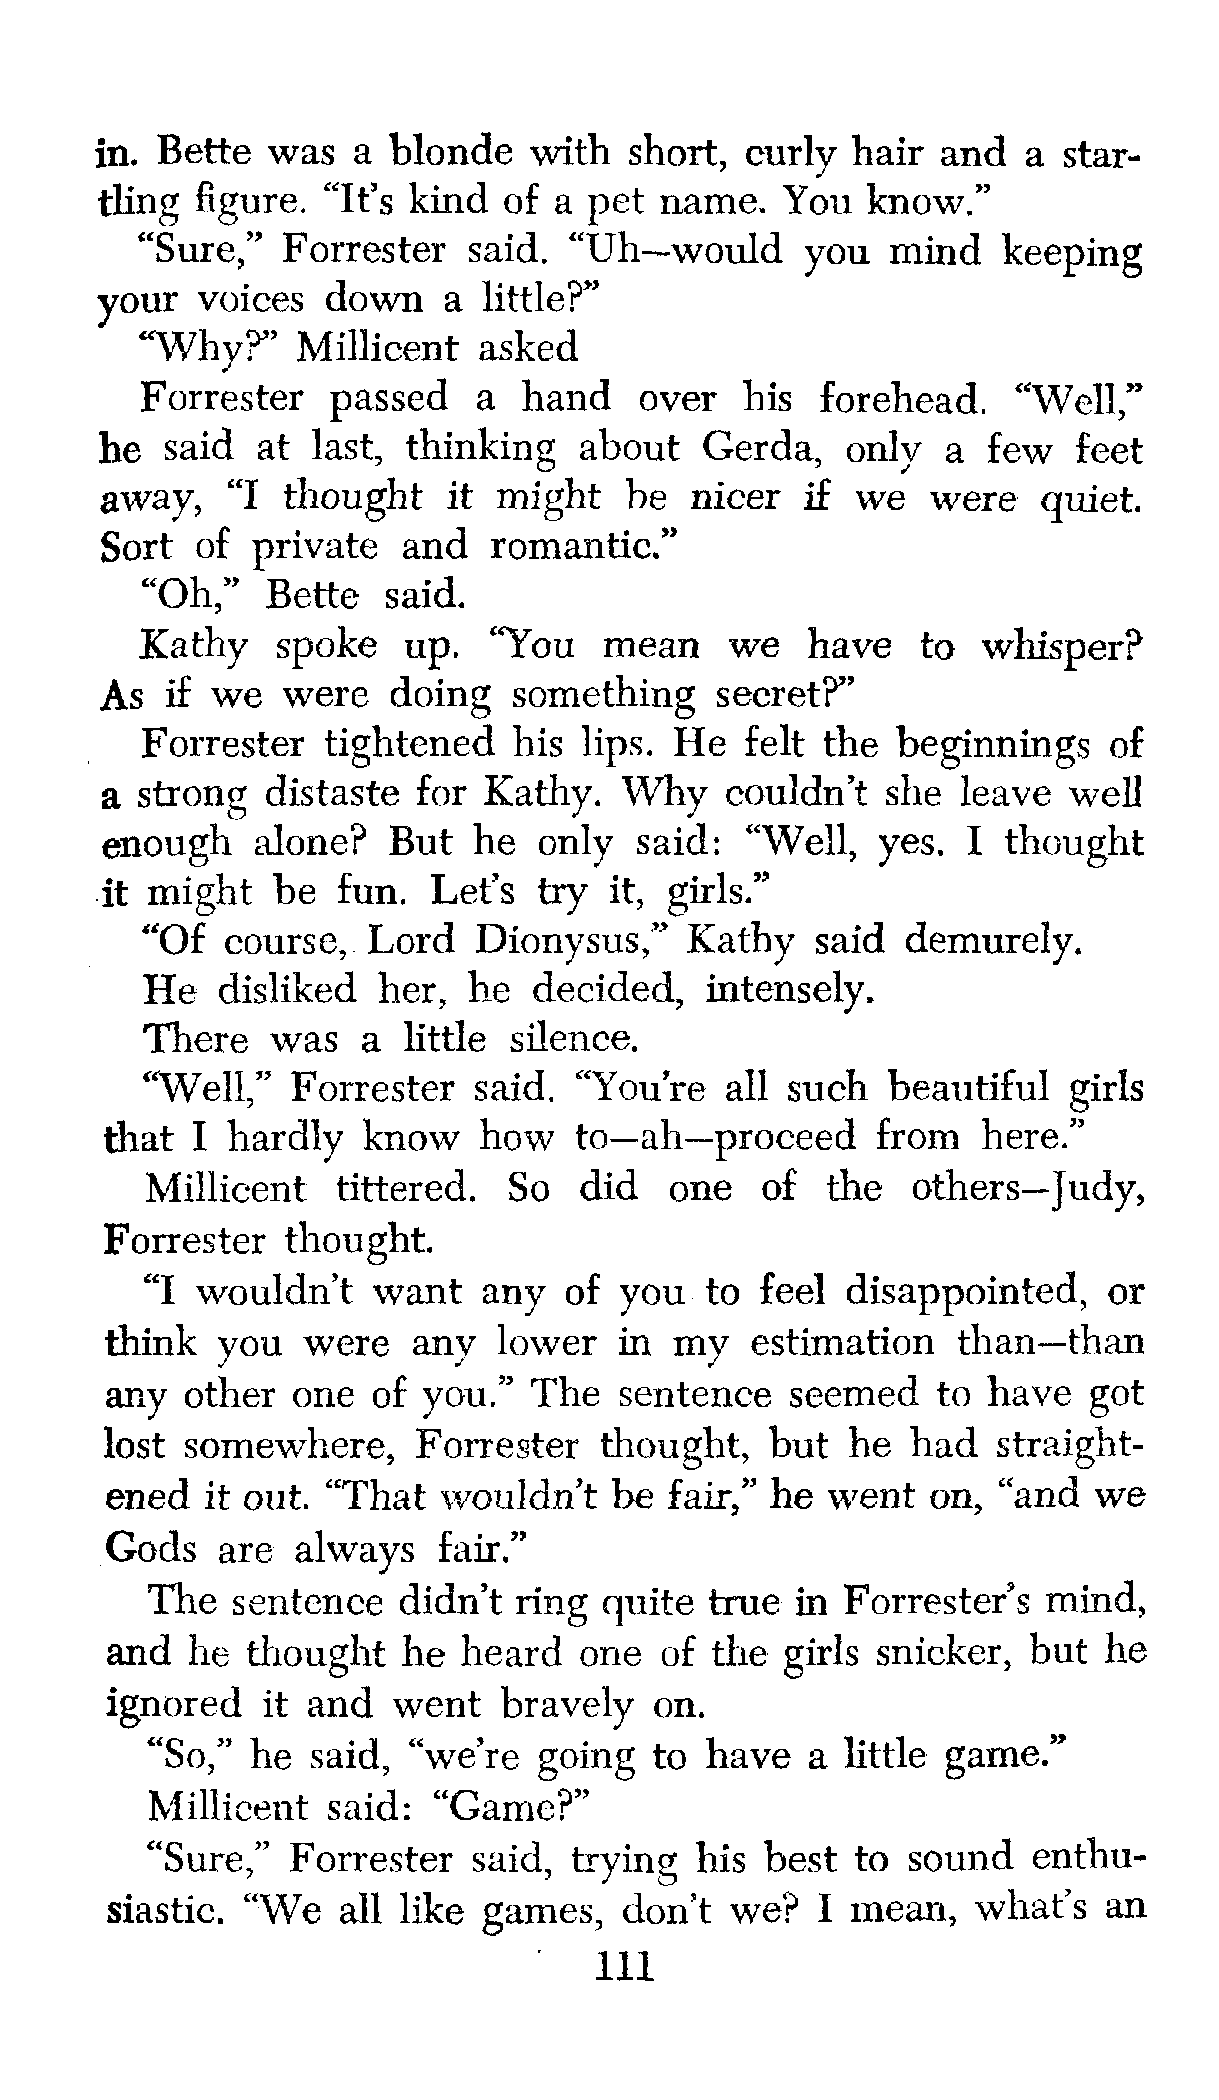 in. Bette was a blonde with short, curly hair and a star-
tling figure. “It’s kind of a pet name. You know.”
“Sure,” Forrester said. “Uh—would you mind keeping
your voices down a little?”
“Why?” Millicent asked
Forrester passed a hand over his forehead. “Well,”
he said at last, thinking about Gerda, only a few feet
away, “I thought it might be nicer if we were quiet.
Sort of private and romantic.”
“Oh,” Bette said.
Kathy spoke up. “You mean we have to whisper?
As if we were doing something secret?”
Forrester tightened his lips. He felt the beginnings of
a strong distaste for Kathy. Why couldn’t she leave well
enough alone? But he only said: “Well, yes. I thought
it might be fun. Let’s try it, girls.”
“Of course, Lord Dionysus,” Kathy said demurely.
He disliked her, he decided, intensely.
There was a little silence.
“Well,” Forrester said. “You’re all such beautiful girls
that I hardly know how to—ah—proceed from here.”
Millicent tittered. So did one of the others—Judy,
Forrester thought.
“I wouldn’t want any of you to feel disappointed, or
think you were any lower in my estimation than—than
any other one of you.” The sentence seemed to have got
lost somewhere, Forrester thought, but he had straight-
ened it out. “That wouldn’t be fair,” he went on, “and we
Gods are always fair.”
The sentence didn’t ring quite true in Forrester’s mind,
and he thought he heard one of the girls snicker, but he
ignored it and went bravely on.
“So,” he said, “we’re going to have a little game.”
Millicent said: “Game?”
“Sure,” Forrester said, trying his best to sound enthu-
siastic. “We all like games, don’t we? I mean, what’s an
111